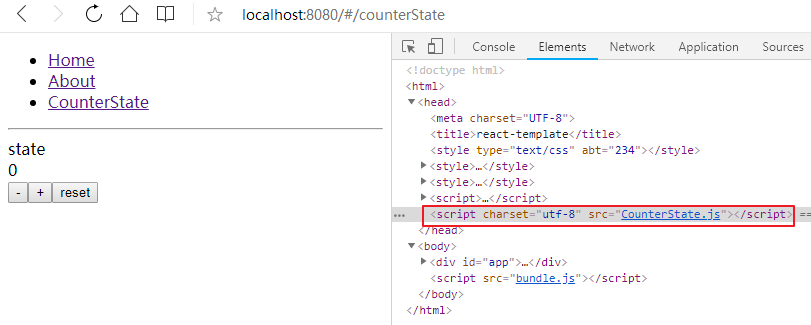 localhost:8080/#/counterState
Home
About
CounterState
state
0
- + reset
Console Elements Network Application Sources
<!doctype html>
<html>
<head>
<meta charset="UTF-8">
<title>react-template</title>
<style type="text/css" abt="234"></style>
<style>…</style>
<style>…</style>
<script>…</script>
<script charset="utf-8" src="CounterState.js"></script> ==
</head>
<body>
<div id="app">…</div>
<script src="bundle.js"></script>
</body>
</html>